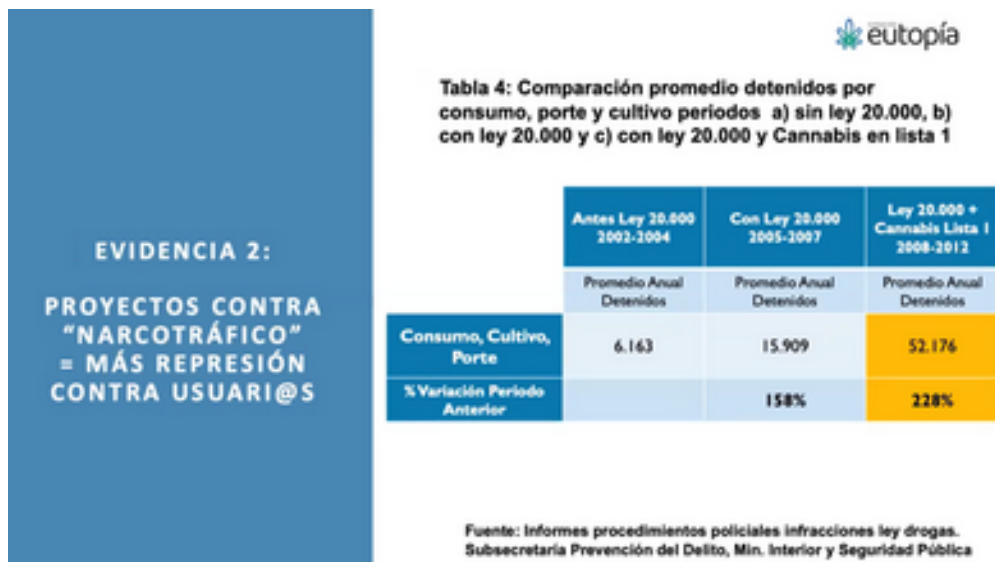 eutopía
Tabla 4: Comparación promedio detenidos por
consumo, porte y cultivo periodos a) sin ley 20.000, b)
con ley 20.000 y c) con ley 20.000 y Cannabis en lista 1
EVIDENCIA 2:
PROYECTOS CONTRA
“NARCOTRÁFICO”
= MÁS REPRESIÓN
CONTRA USUARI@S
Antes Ley 20.000
2002-2004
Con Ley 20.000
2005-2007
Ley 20.000 +
Cannabis Lista 1
2008-2012
Promedio Anual
Detenidos
Promedio Anual
Detenidos
Promedio Anual
Detenidos
Consumo, Cultivo,
Porte
6.163
15.909
52.176
% Variación Periodo
Anterior
158%
228%
Fuente: Informes procedimientos policiales infracciones ley drogas.
Subsecretaría Prevención del Delito, Min. Interior y Seguridad Pública